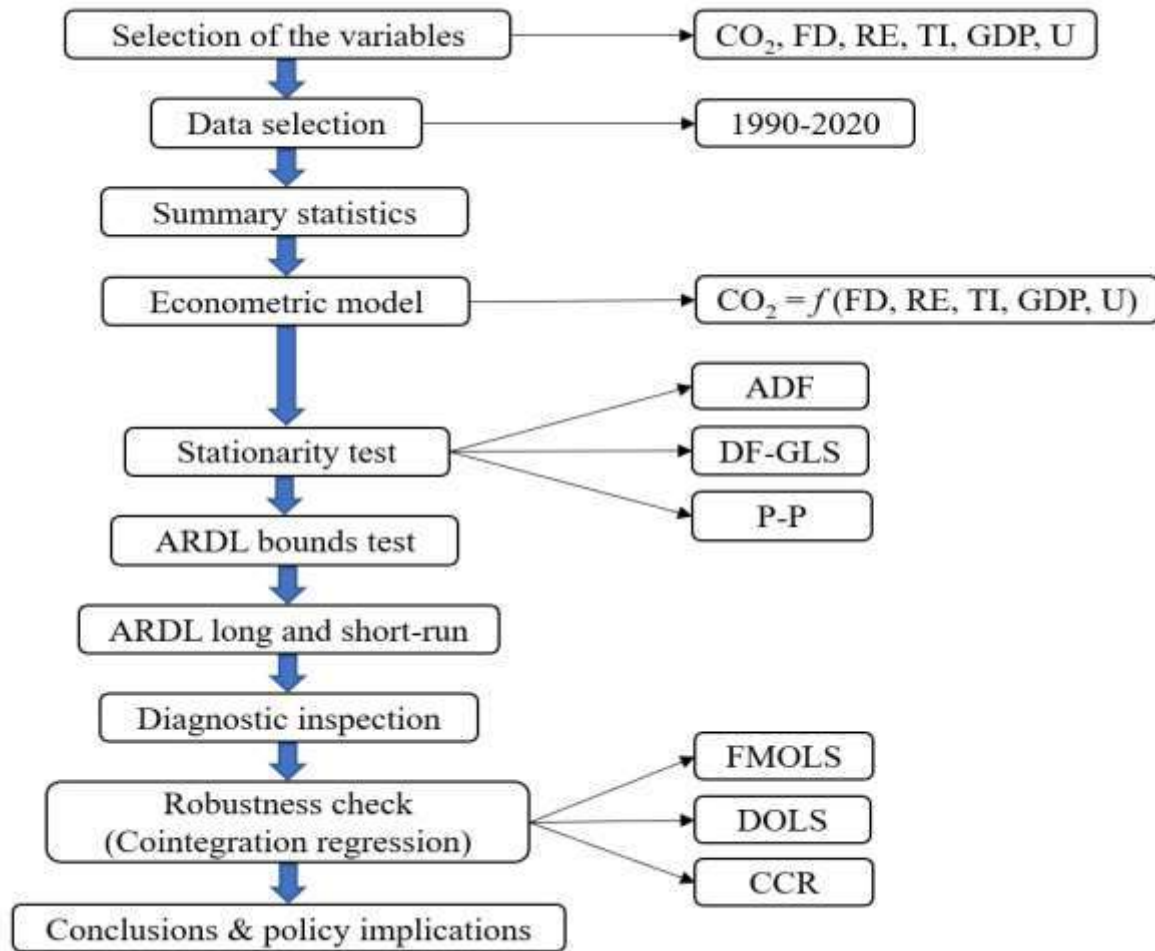 Selection of the variables
CO₂, FD, RE, TI, GDP, U
Data selection
1990-2020
Summary statistics
Econometric model
CO₂ = f (FD, RE, TI, GDP, U)
Stationarity test
ADF
DF-GLS
P-P
ARDL bounds test
ARDL long and short-run
Diagnostic inspection
Robustness check
(Cointegration regression)
FMOLS
DOLS
CCR
Conclusions & policy implications